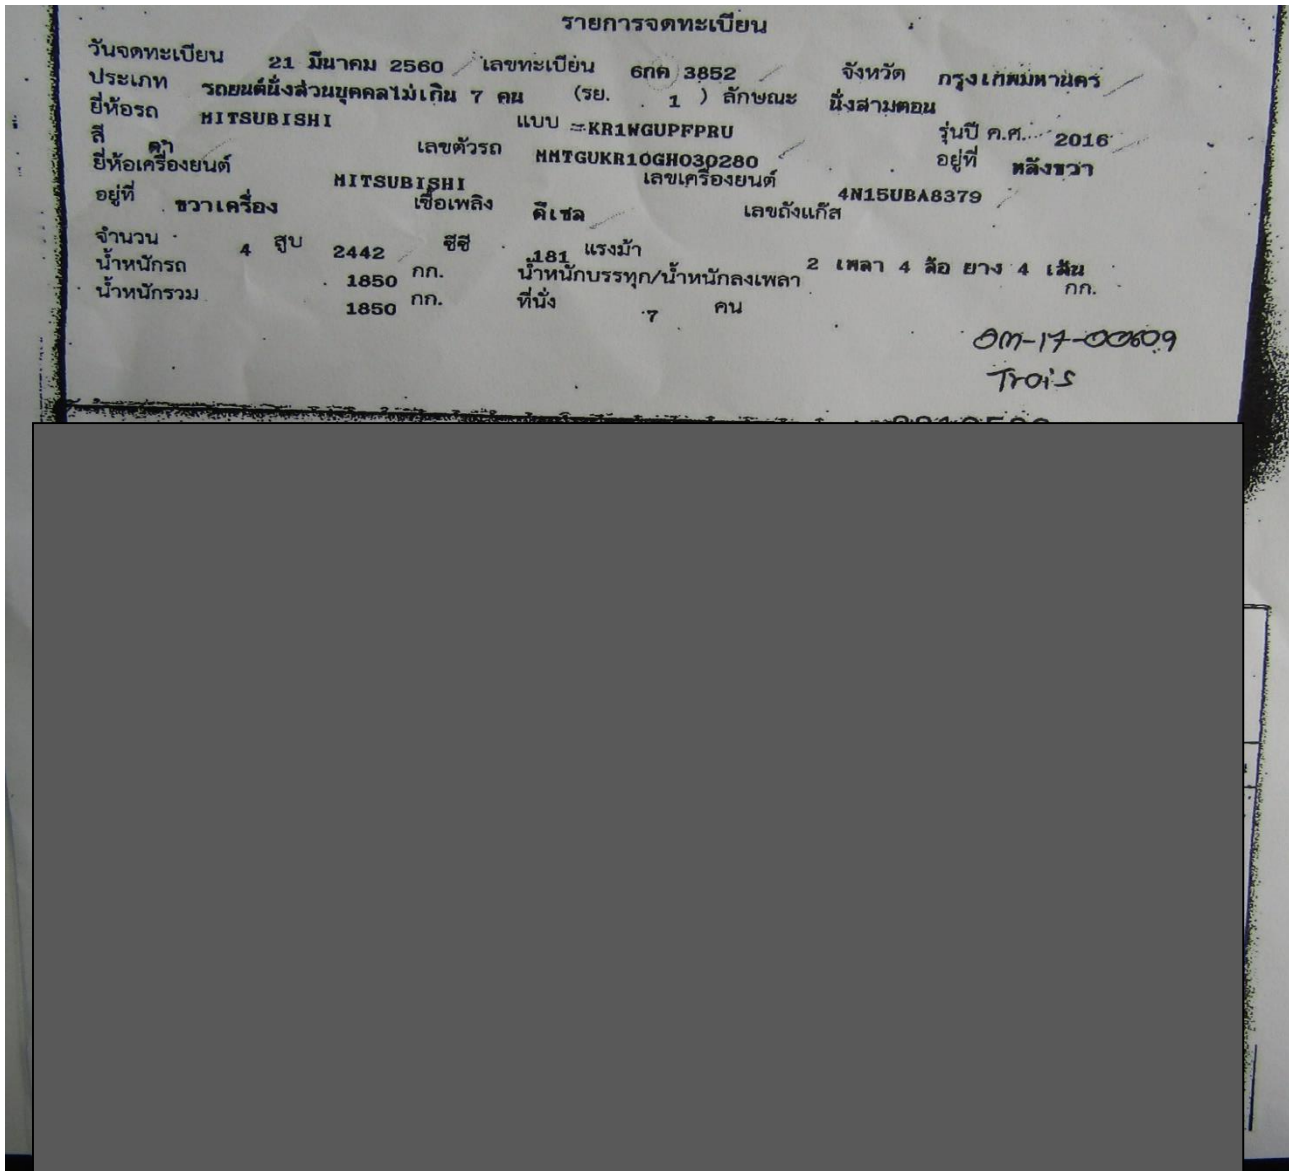 รายการจดทะเบียน
วันจดทะเบียน 21 มีนาคม 2560 เลขทะเบียน 6กค 3852 จังหวัด กรุงเทพมหานคร
ประเภท รถยนต์นั่งส่วนบุคคลไม่เกิน 7 คน (รย. 1 ) ลักษณะ นั่งสามตอน
ยี่ห้อรถ MITSUBISHI แบบ KR1WGUPFPRU รุ่นปี ค.ศ. 2016
สี ดำ เลขตัวรถ MMTGUKR10GH030280 อยู่ที่ หลังขวา
ยี่ห้อเครื่องยนต์ MITSUBISHI เลขเครื่องยนต์ 4N15UBA8379
อยู่ที่ ขวาเครื่อง เชื้อเพลิง ดีเซล เลขถังแก๊ส
จำนวน 4 สูบ 2442 ซีซี 181 แรงม้า 2 เพลา 4 ล้อ ยาง 4 เส้น
น้ำหนักรถ 1850 กก. น้ำหนักบรรทุก/น้ำหนักลงเพลา กก.
น้ำหนักรวม 1850 กก. ที่นั่ง 7 คน
Trois